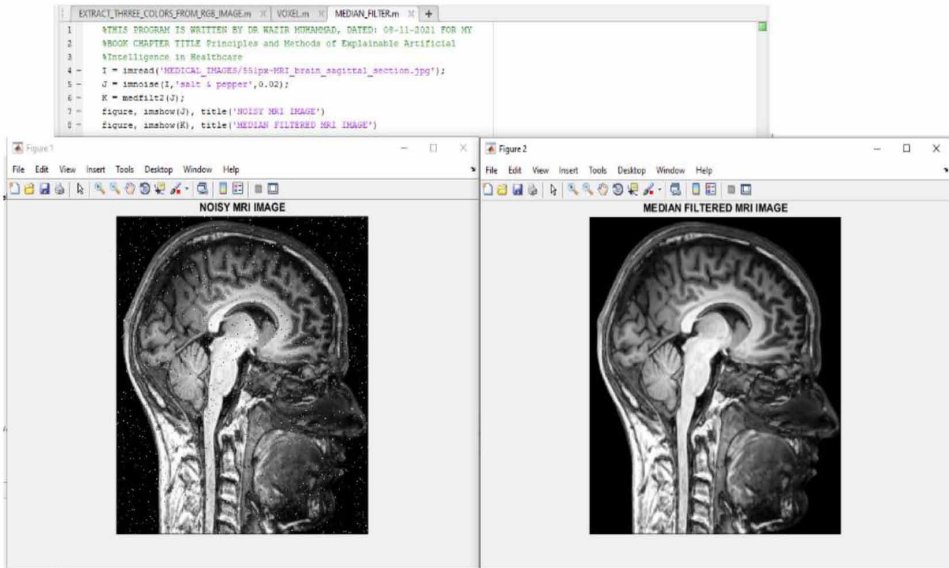 EXTRACT_THRREE_COLORS_FROM_RGB_IMAGE.m VOXEL.m MEDIAN_FILTER.m
1 %THIS PROGRAM IS WRITTEN BY DR WAZIR MUHAMMAD, DATED: 08-11-2021 FOR MY
2 %BOOK CHAPTER TITLE Principles and Methods of Explainable Artificial
3 %Intelligence in Healthcare
4 - I = imread('MEDICAL_IMAGES/551px-MRI_brain_sagittal_section.jpg');
5 - J = imnoise(I,'salt & pepper',0.02);
6 - K = medfilt2(J);
7 - figure, imshow(J), title('NOISY MRI IMAGE')
8 - figure, imshow(K), title('MEDIAN FILTERED MRI IMAGE')
Figure 1
File Edit View Insert Tools Desktop Window Help
NOISY MRI IMAGE
Figure 2
File Edit View Insert Tools Desktop Window Help
MEDIAN FILTERED MRI IMAGE